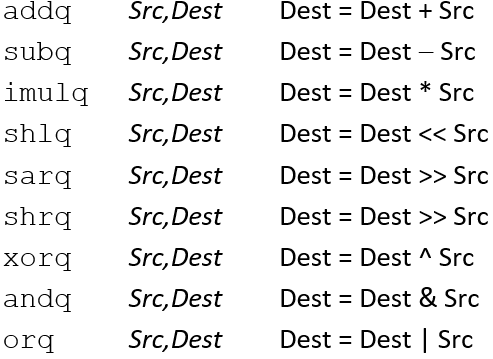 addq Src,Dest Dest = Dest + Src
subq Src,Dest Dest = Dest − Src
imulq Src,Dest Dest = Dest * Src
shlq Src,Dest Dest = Dest << Src
sarq Src,Dest Dest = Dest >> Src
shrq Src,Dest Dest = Dest >> Src
xorq Src,Dest Dest = Dest ^ Src
andq Src,Dest Dest = Dest & Src
orq Src,Dest Dest = Dest | Src